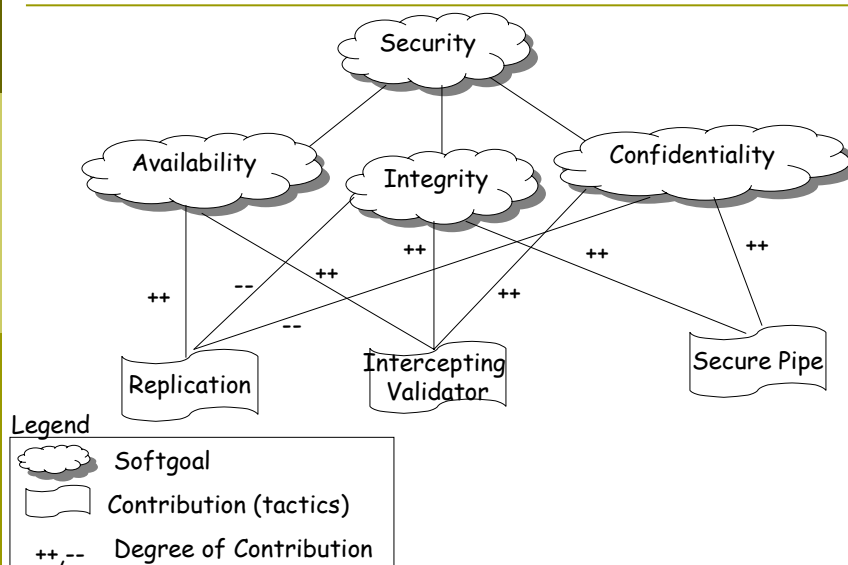 Security
Availability
Integrity
Confidentiality
++
++
++
--
++
++
++
--
Replication
Intercepting
Validator
Secure Pipe
Legend
Softgoal
Contribution (tactics)
++,-- Degree of Contribution